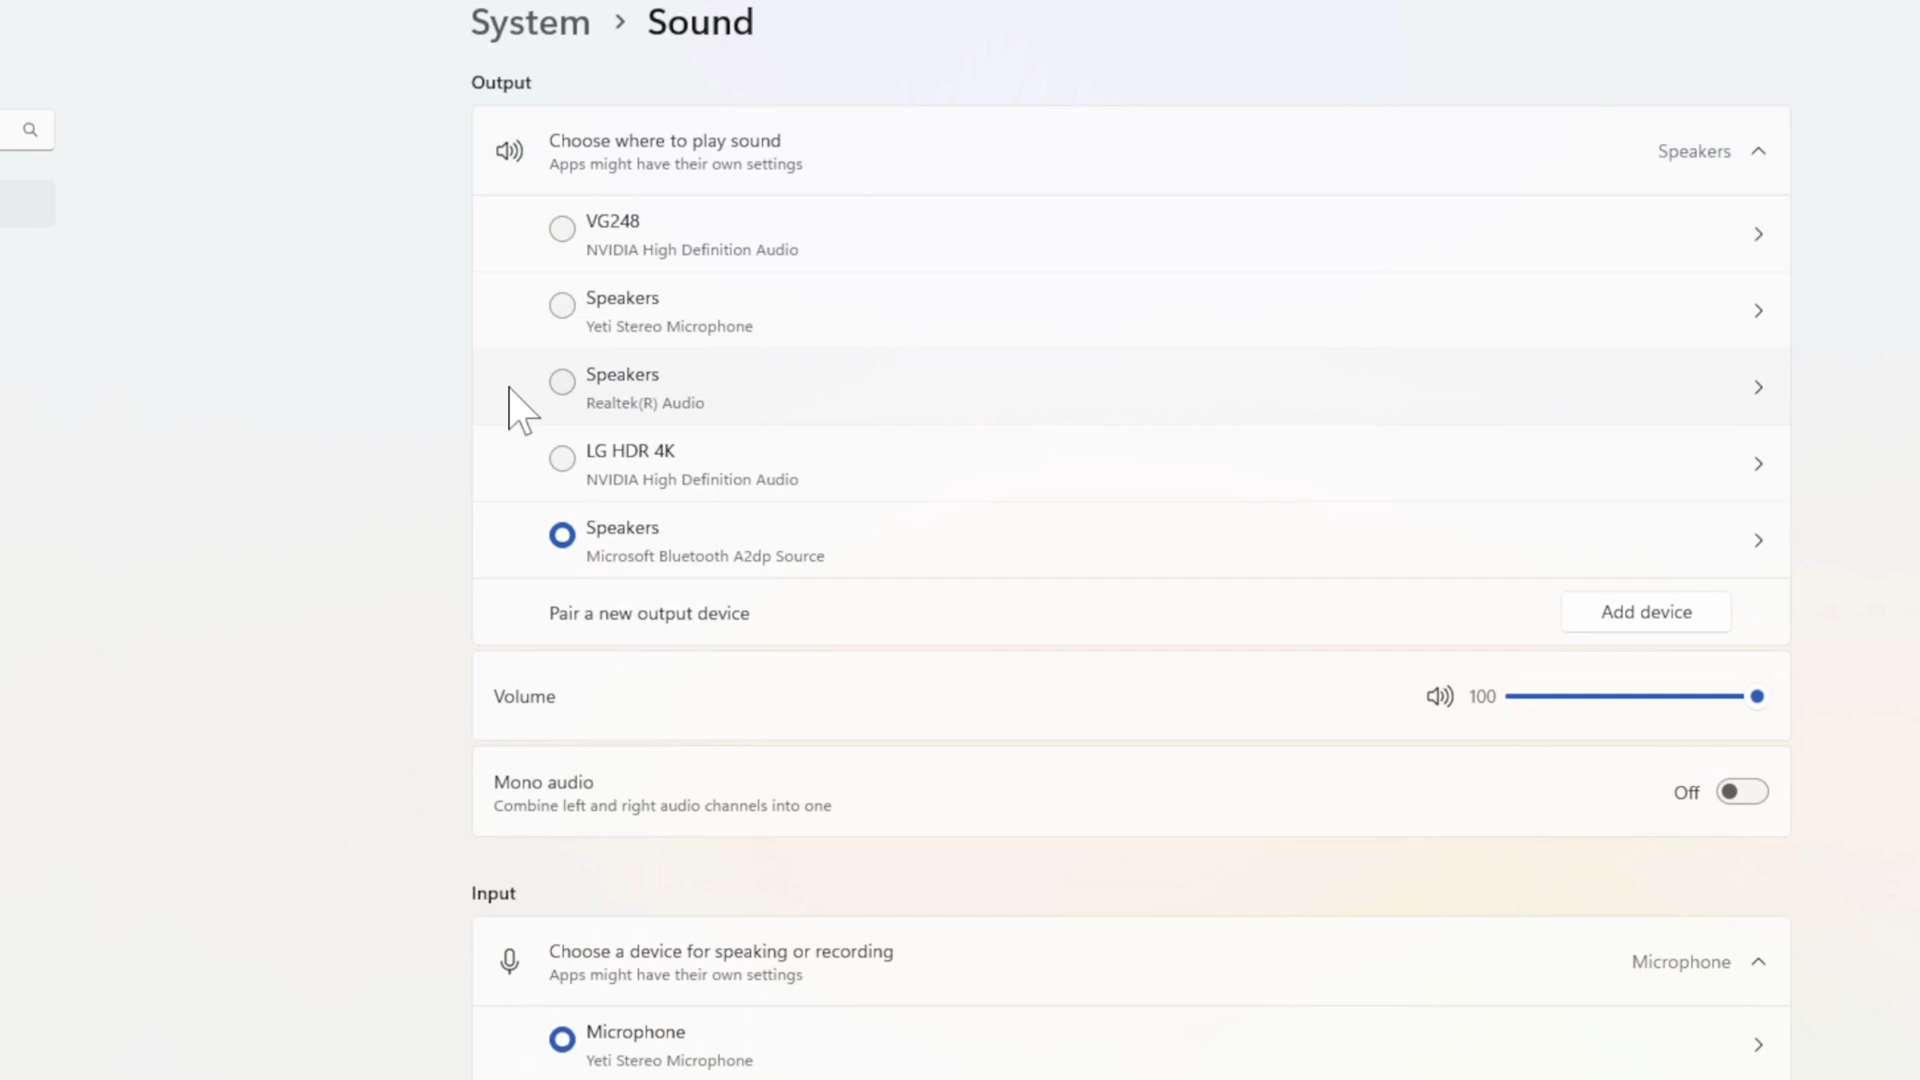 System > Sound
Output
Choose where to play sound
Apps might have their own settings
Speakers
VG248
NVIDIA High Definition Audio
Speakers
Yeti Stereo Microphone
Speakers
Realtek(R) Audio
LG HDR 4K
NVIDIA High Definition Audio
Speakers
Microsoft Bluetooth A2dp Source
Pair a new output device
Add device
Volume
100
Mono audio
Combine left and right audio channels into one
Off
Input
Choose a device for speaking or recording
Apps might have their own settings
Microphone
Microphone
Yeti Stereo Microphone